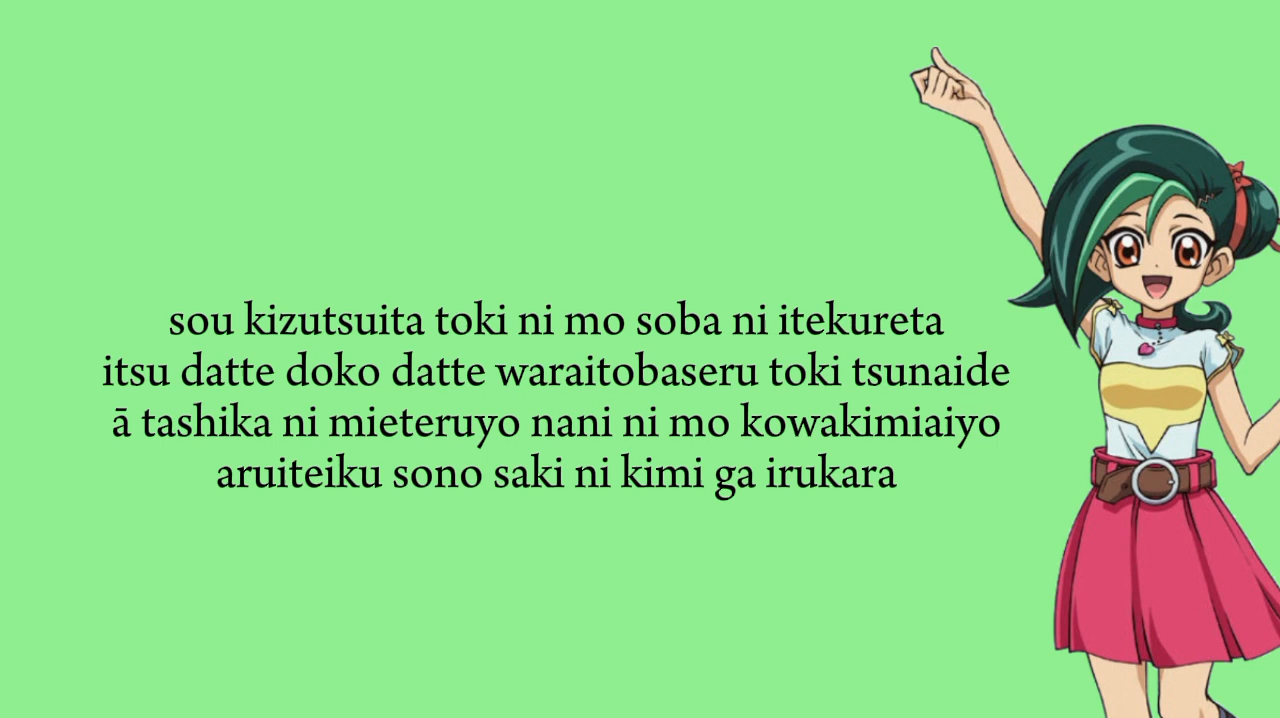 sou kizutsuita toki ni mo soba ni itekureta
itsu datte doko datte waraitobaseru toki tsunaide
ā tashika ni mieteruyo nani ni mo kowakimiaiyo
aruiteiku sono saki ni kimi ga irukara